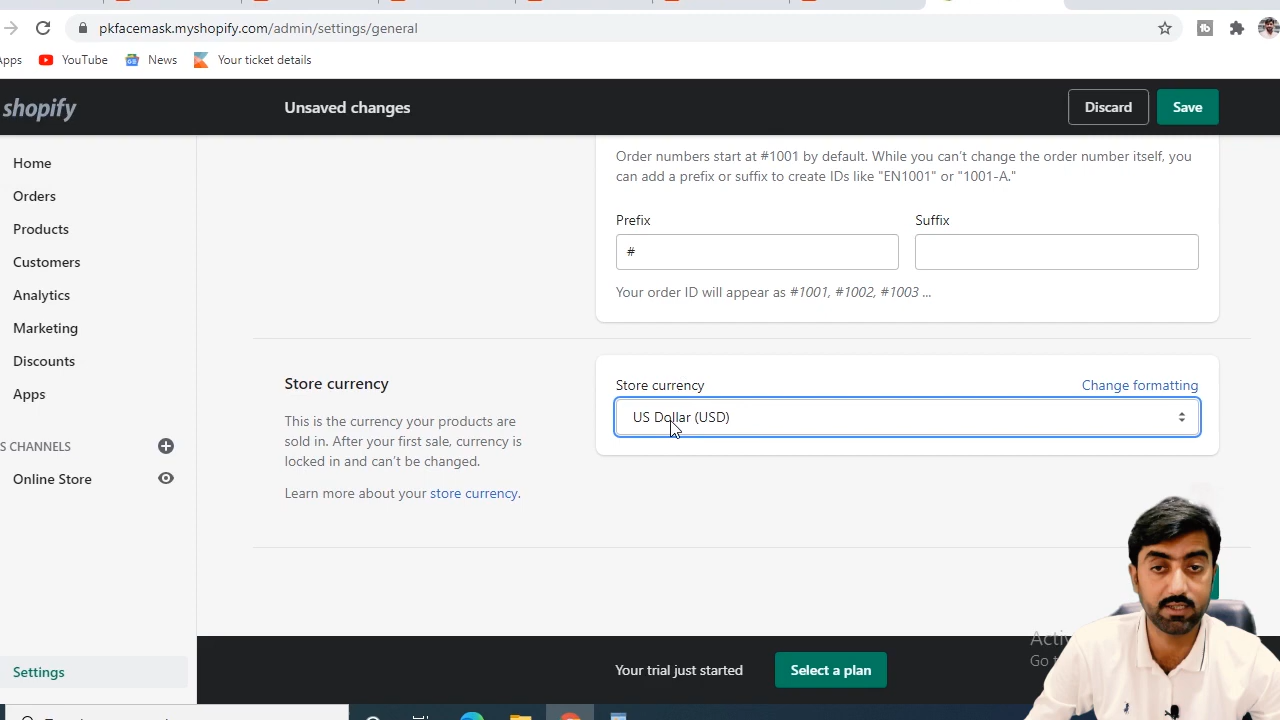 pkfacemask.myshopify.com/admin/settings/general
YouTube News Your ticket details
shopify Unsaved changes Discard Save
Home
Orders
Products
Customers
Analytics
Marketing
Discounts
Apps
CHANNELS
Online Store
Settings
Order numbers start at #1001 by default. While you can't change the order number itself, you
can add a prefix or suffix to create IDs like "EN1001" or "1001-A."
Prefix Suffix
#
Your order ID will appear as #1001, #1002, #1003 ...
Store currency
This is the currency your products are
sold in. After your first sale, currency is
locked in and can't be changed.
Learn more about your store currency.
Store currency Change formatting
US Dollar (USD)
Your trial just started Select a plan
Go